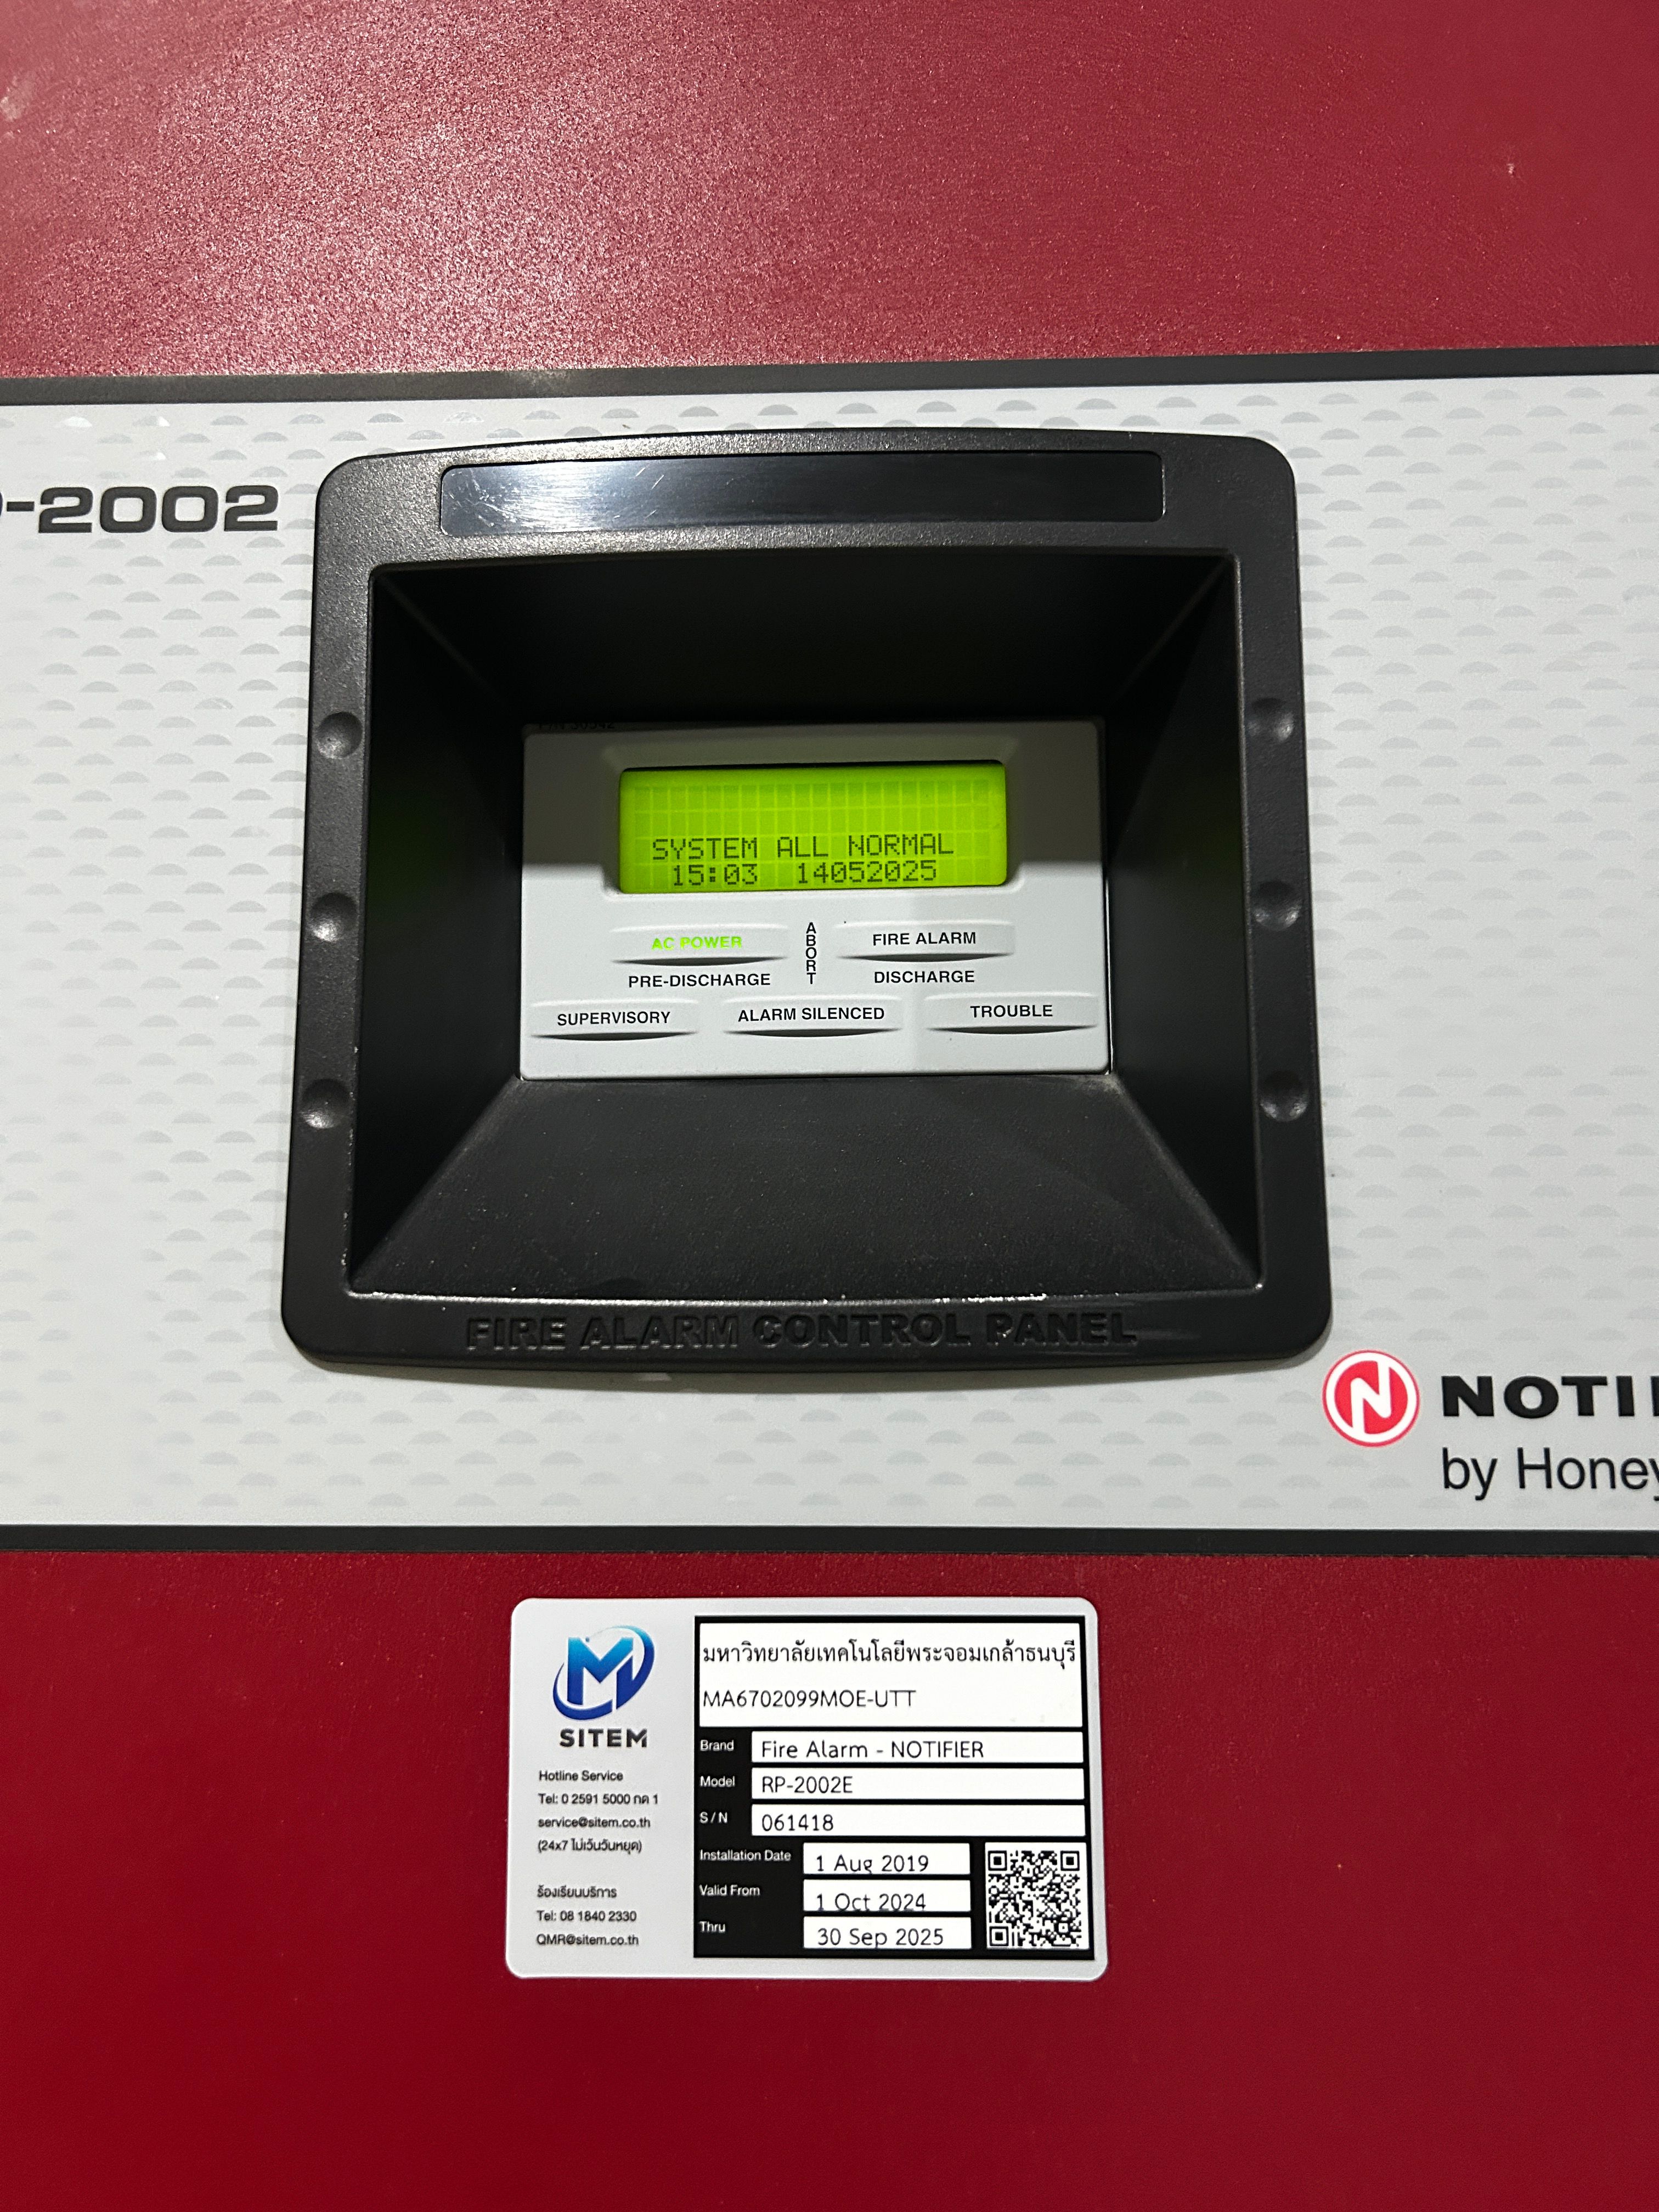 -2002
SYSTEM ALL NORMAL
15:03 14052025
AC POWER
ABORT
FIRE ALARM
PRE-DISCHARGE
DISCHARGE
SUPERVISORY
ALARM SILENCED
TROUBLE
FIRE ALARM CONTROL PANEL
NOTI
by Honey
SITEM
Hotline Service
Tel: 0 2591 5000 กด 1
service@sitem.co.th
(24x7 ไม่เว้นวันหยุด)
ร้องเรียนบริการ
Tel: 08 1840 2330
QMR@sitem.co.th
มหาวิทยาลัยเทคโนโลยีพระจอมเกล้าธนบุรี
MA6702099MOE-UTT
Brand Fire Alarm - NOTIFIER
Model RP-2002E
S/N 061418
Installation Date 1 Aug 2019
Valid From 1 Oct 2024
Thru 30 Sep 2025